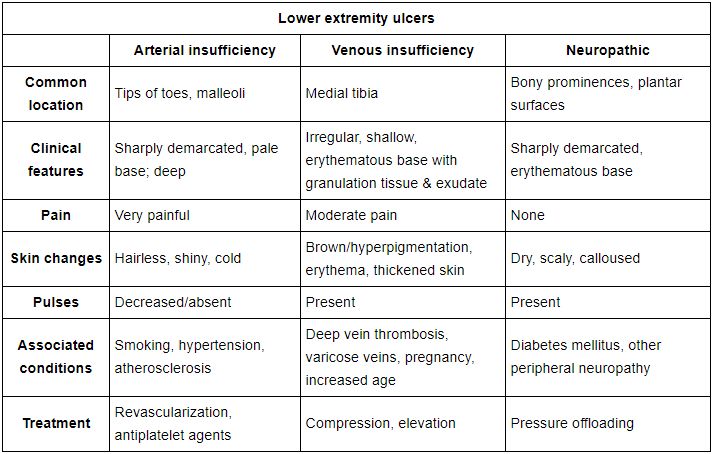 Lower extremity ulcers
Arterial insufficiency Venous insufficiency Neuropathic
Common
location
Tips of toes, malleoli
Medial tibia
Bony prominences, plantar
surfaces
Clinical
features
Sharply demarcated, pale
base; deep
Irregular, shallow,
erythematous base with
granulation tissue & exudate
Sharply demarcated,
erythematous base
Pain
Very painful
Moderate pain
None
Skin changes
Hairless, shiny, cold
Brown/hyperpigmentation,
erythema, thickened skin
Dry, scaly, calloused
Pulses
Decreased/absent
Present
Present
Associated
conditions
Smoking, hypertension,
atherosclerosis
Deep vein thrombosis,
varicose veins, pregnancy,
increased age
Diabetes mellitus, other
peripheral neuropathy
Treatment
Revascularization,
antiplatelet agents
Compression, elevation
Pressure offloading